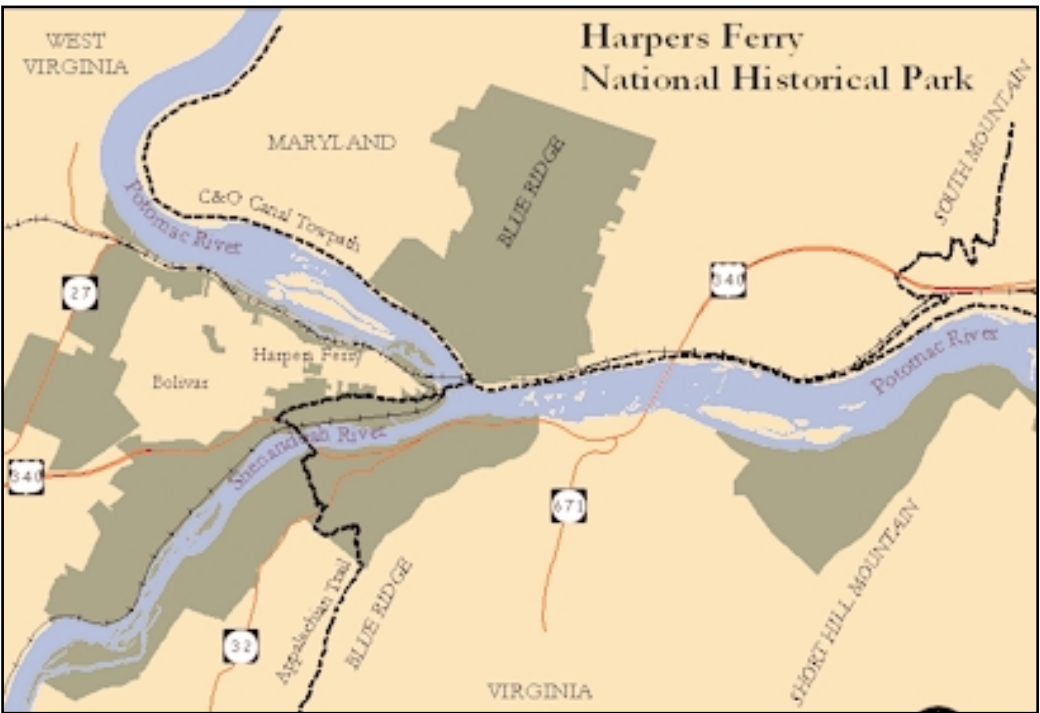 WEST
VIRGINIA
Harpers Ferry
National Historical Park
MARYLAND
BLUE RIDGE
SOUTH MOUNTAIN
C&O Canal Towpath
Potomac River
340
27
Harpers Ferry
Bolivar
Potomac River
Shenandoah River
340
671
Appalachian Trail
BLUE RIDGE
SHORT HILL MOUNTAIN
32
VIRGINIA